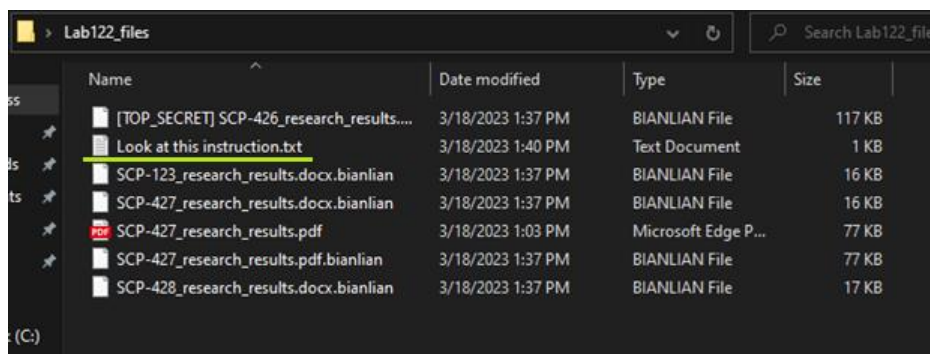 Lab122_files
Search Lab122_file
Name Date modified Type Size
[TOP_SECRET] SCP-426_research_results.... 3/18/2023 1:37 PM BIANLIAN File 117 KB
Look at this instruction.txt 3/18/2023 1:40 PM Text Document 1 KB
SCP-123_research_results.docx.bianlian 3/18/2023 1:37 PM BIANLIAN File 16 KB
SCP-427_research_results.docx.bianlian 3/18/2023 1:37 PM BIANLIAN File 16 KB
PDF SCP-427_research_results.pdf 3/18/2023 1:03 PM Microsoft Edge P... 77 KB
SCP-427_research_results.pdf.bianlian 3/18/2023 1:37 PM BIANLIAN File 77 KB
SCP-428_research_results.docx.bianlian 3/18/2023 1:37 PM BIANLIAN File 17 KB
ss
ds
ts
(C:)